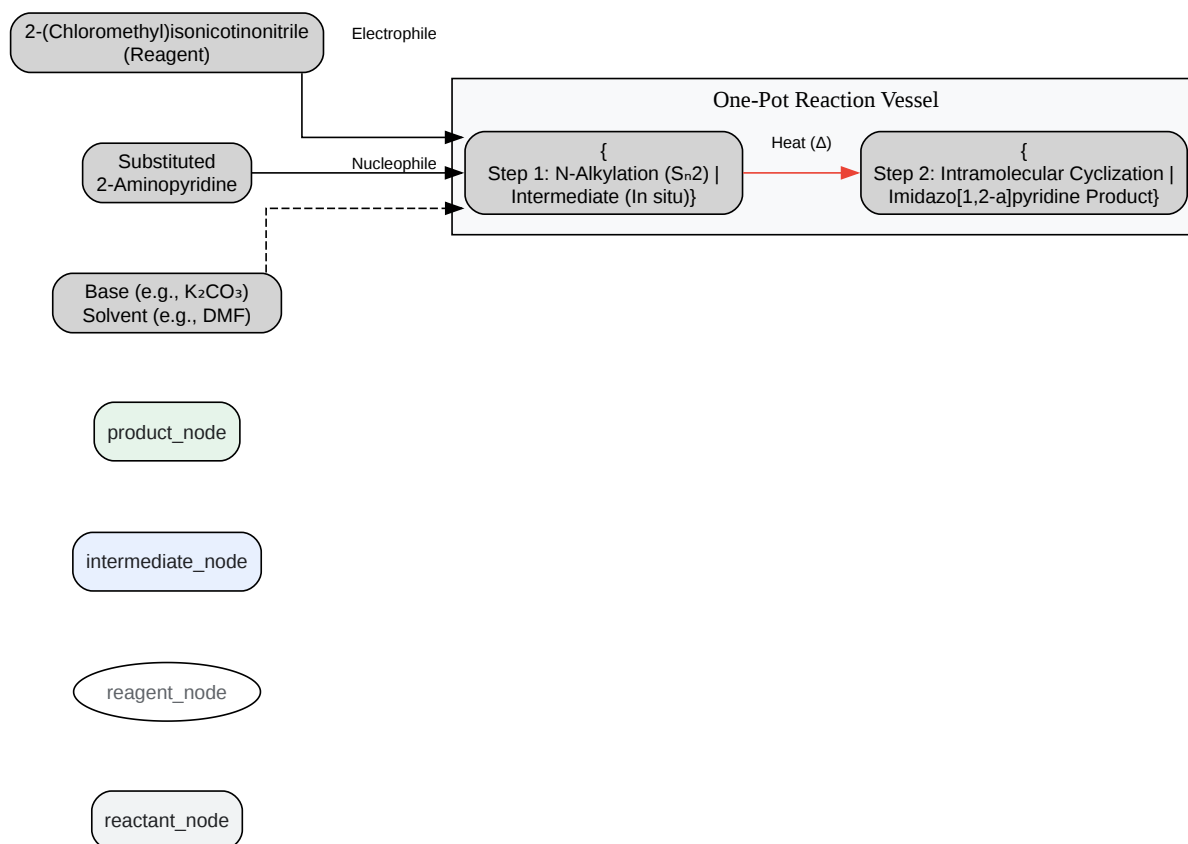 2-(Chloromethyl)isonicotinonitrile
(Reagent)
Electrophile
One-Pot Reaction Vessel
Substituted
2-Aminopyridine
Nucleophile
{
Step 1: N-Alkylation (Sₙ2) |
Intermediate (In situ)}
Heat (Δ)
{
Step 2: Intramolecular Cyclization |
Imidazo[1,2-a]pyridine Product}
Base (e.g., K₂CO₃)
Solvent (e.g., DMF)
product_node
intermediate_node
reagent_node
reactant_node